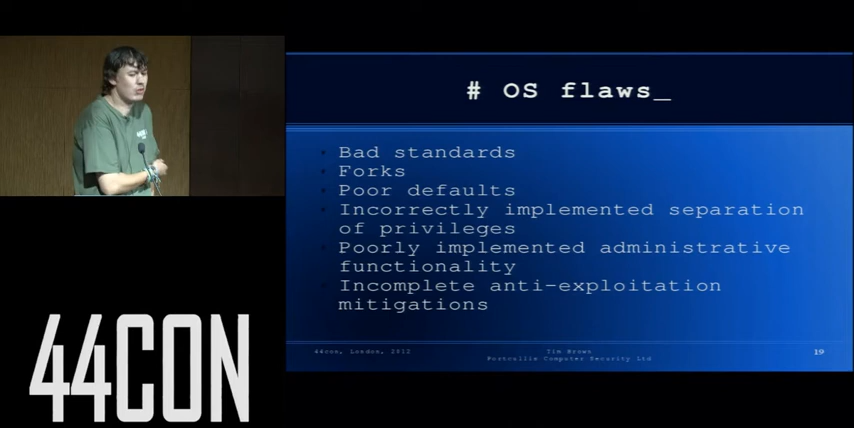 # OS flaws_
Bad standards
Forks
Poor defaults
Incorrectly implemented separation
of privileges
Poorly implemented administrative
functionality
Incomplete anti-exploitation
mitigations
44con, London, 2012
Tim Brown
Portcullis Computer Security Ltd
19
44CON